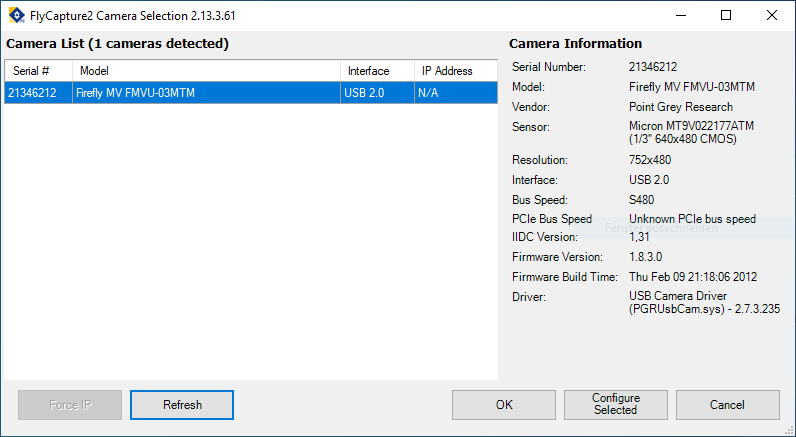 FlyCapture2 Camera Selection 2.13.3.61
Camera List (1 cameras detected)
Serial # Model Interface IP Address
21346212 Firefly MV FMVU-03MTM USB 2.0 N/A
Camera Information
Serial Number: 21346212
Model: Firefly MV FMVU-03MTM
Vendor: Point Grey Research
Sensor: Micron MT9V022177ATM
(1/3" 640x480 CMOS)
Resolution: 752x480
Interface: USB 2.0
Bus Speed: S480
PCIe Bus Speed Unknown PCIe bus speed
Fenster ausschneiden
IIDC Version: 1,31
Firmware Version: 1.8.3.0
Firmware Build Time: Thu Feb 09 21:18:06 2012
Driver: USB Camera Driver
(PGRUsbCam.sys) - 2.7.3.235
Force IP Refresh OK Configure
Selected Cancel